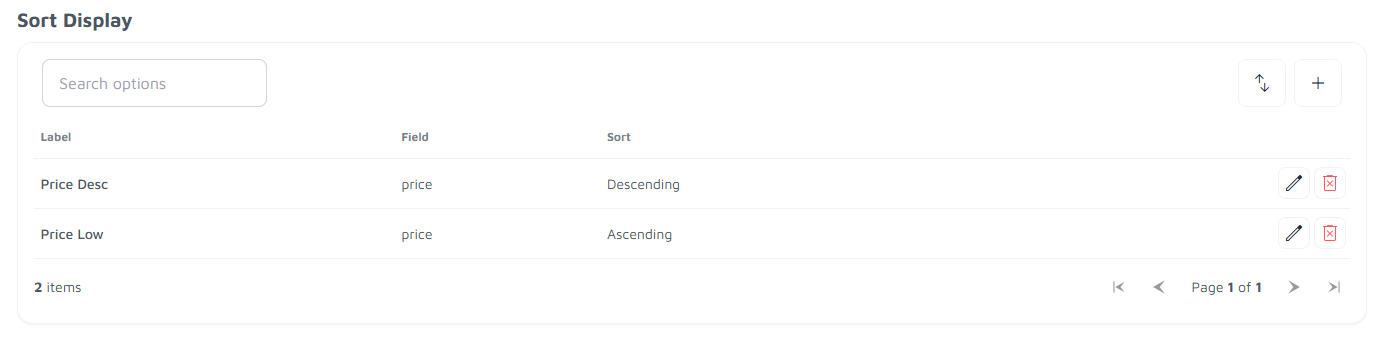 Sort Display
Search options
Label Field Sort
Price Desc price Descending
Price Low price Ascending
2 items Page 1 of 1